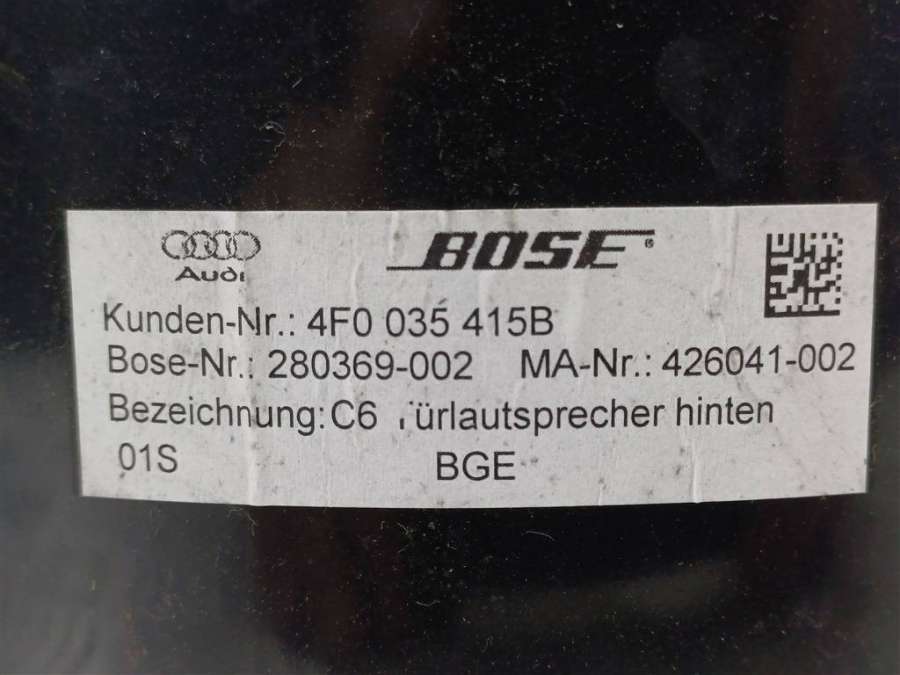 Audi BOSE
Kunden-Nr.: 4F0 035 415B
Bose-Nr.: 280369-002 MA-Nr.: 426041-002
Bezeichnung: C6 Türlautsprecher hinten
01S BGE